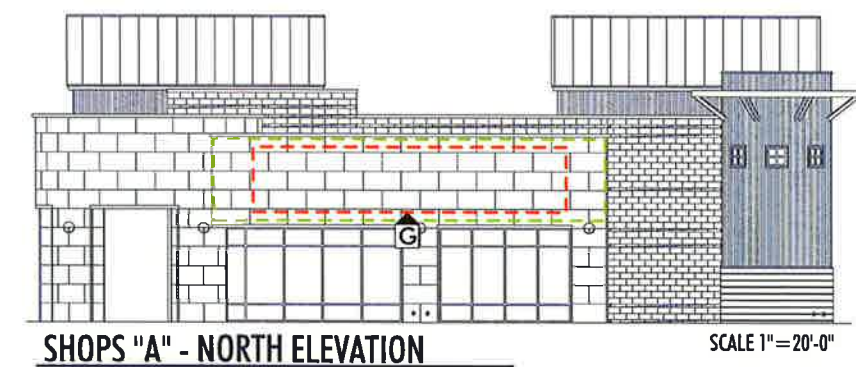 G
SHOPS "A" - NORTH ELEVATION
SCALE 1"=20'-0"